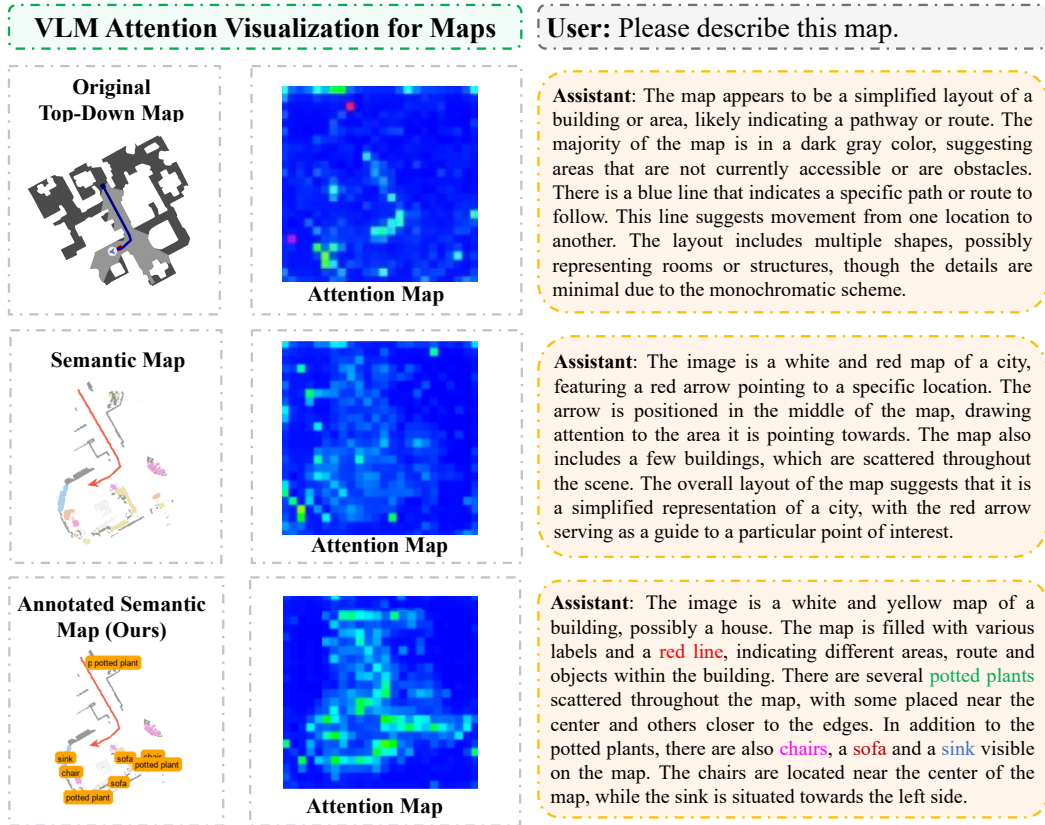 VLM Attention Visualization for Maps
User: Please describe this map.
Original
Top-Down Map
Attention Map
Assistant: The map appears to be a simplified layout of a
building or area, likely indicating a pathway or route. The
majority of the map is in a dark gray color, suggesting
areas that are not currently accessible or are obstacles.
There is a blue line that indicates a specific path or route to
follow. This line suggests movement from one location to
another. The layout includes multiple shapes, possibly
representing rooms or structures, though the details are
minimal due to the monochromatic scheme.
Semantic Map
Attention Map
Assistant: The image is a white and red map of a city,
featuring a red arrow pointing to a specific location. The
arrow is positioned in the middle of the map, drawing
attention to the area it is pointing towards. The map also
includes a few buildings, which are scattered throughout
the scene. The overall layout of the map suggests that it is
a simplified representation of a city, with the red arrow
serving as a guide to a particular point of interest.
Annotated Semantic
Map (Ours)
potted plant
sink
sofa
chair
potted plant
chair
sofa
potted plant
Attention Map
Assistant: The image is a white and yellow map of a
building, possibly a house. The map is filled with various
labels and a red line, indicating different areas, route and
objects within the building. There are several potted plants
scattered throughout the map, with some placed near the
center and others closer to the edges. In addition to the
potted plants, there are also chairs, a sofa and a sink visible
on the map. The chairs are located near the center of the
map, while the sink is situated towards the left side.